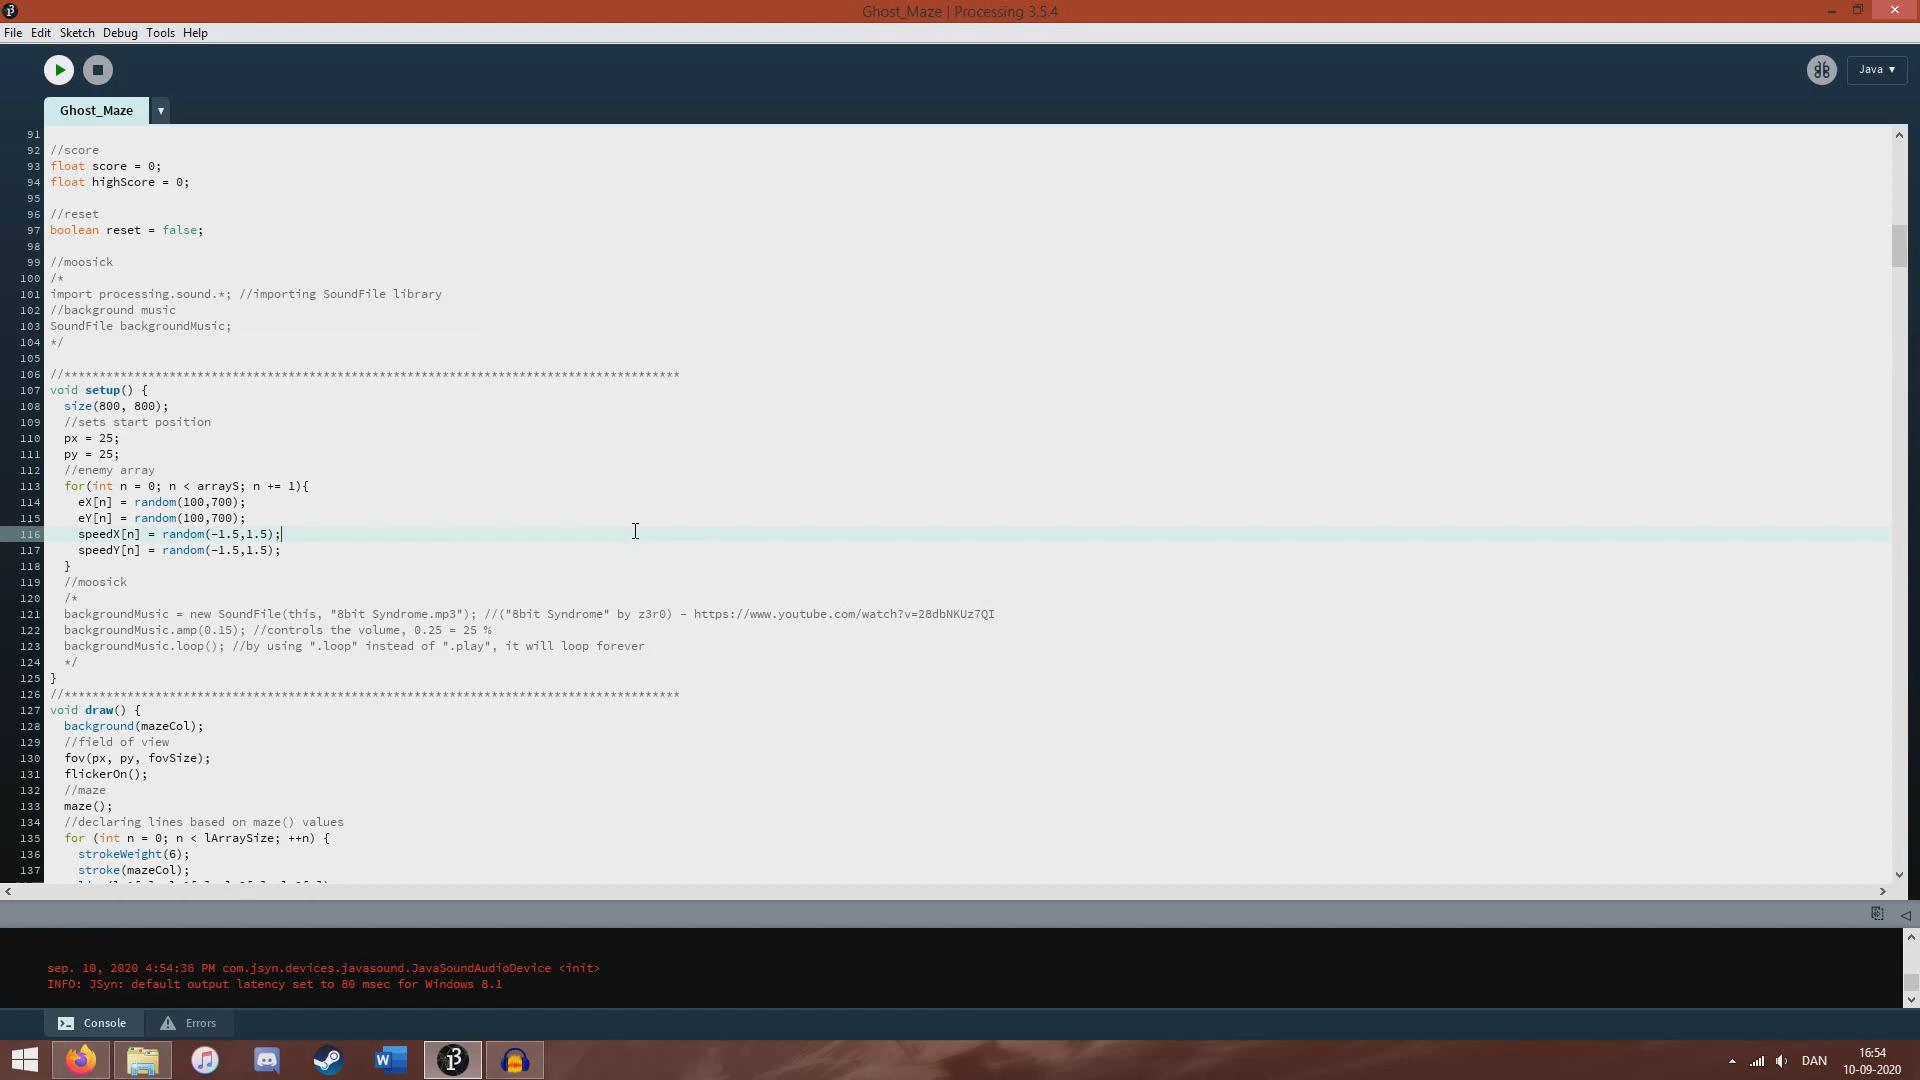 Ghost_Maze | Processing 3.5.4
File Edit Sketch Debug Tools Help
Java ▾
Ghost_Maze ▾
91
92 //score
93 float score = 0;
94 float highScore = 0;
95
96 //reset
97 boolean reset = false;
98
99 //moosick
100 /*
101 import processing.sound.*; //importing SoundFile library
102 //background music
103 SoundFile backgroundMusic;
104 */
105
106 //****************************************************************************************
107 void setup() {
108 size(800, 800);
109 //sets start position
110 px = 25;
111 py = 25;
112 //enemy array
113 for(int n = 0; n < arrayS; n += 1){
114 eX[n] = random(100,700);
115 eY[n] = random(100,700);
116 speedX[n] = random(-1.5,1.5);
117 speedY[n] = random(-1.5,1.5);
118 }
119 //moosick
120 /*
121 backgroundMusic = new SoundFile(this, "8bit Syndrome.mp3"); //("8bit Syndrome" by z3r0) - https://www.youtube.com/watch?v=28dbNKUz7QI
122 backgroundMusic.amp(0.15); //controls the volume, 0.25 = 25 %
123 backgroundMusic.loop(); //by using ".loop" instead of ".play", it will loop forever
124 */
125 }
126 //****************************************************************************************
127 void draw() {
128 background(mazeCol);
129 //field of view
130 fov(px, py, fovSize);
131 flickerOn();
132 //maze
133 maze();
134 //declaring lines based on maze() values
135 for (int n = 0; n < lArraySize; ++n) {
136 strokeWeight(6);
137 stroke(mazeCol);
sep. 10, 2020 4:54:36 PM com.jsyn.devices.javasound.JavaSoundAudioDevice <init>
INFO: JSyn: default output latency set to 80 msec for Windows 8.1
Console Errors
DAN
16:54
10-09-2020